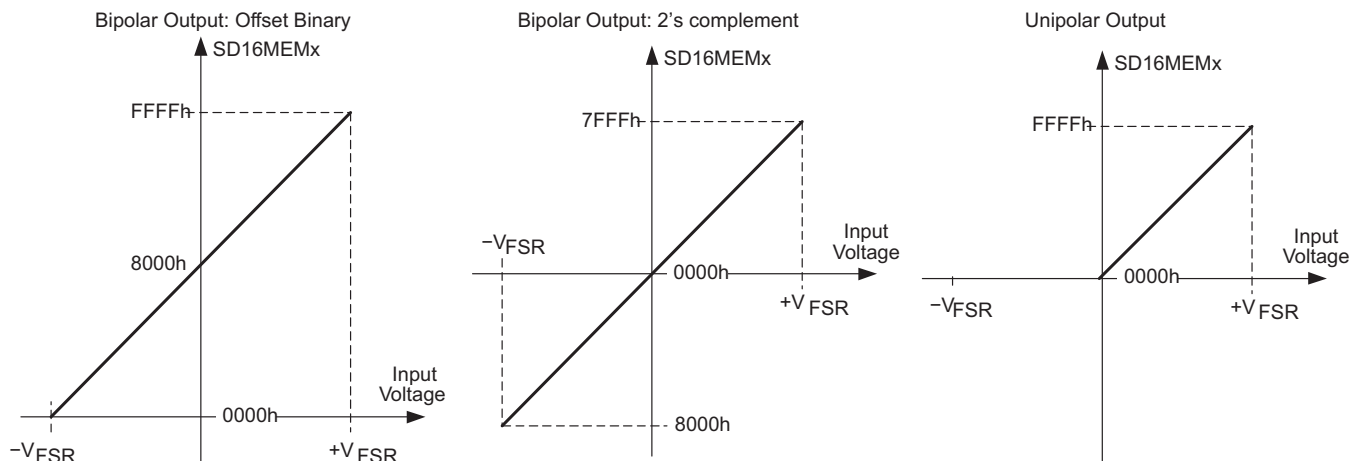 Bipolar Output: Offset Binary
SD16MEMx
FFFFh
8000h
Input
Voltage
0000h
−VFSR
+VFSR
Bipolar Output: 2’s complement
SD16MEMx
7FFFh
−VFSR
Input
Voltage
0000h
+VFSR
8000h
Unipolar Output
SD16MEMx
FFFFh
Input
Voltage
0000h
−VFSR
+VFSR